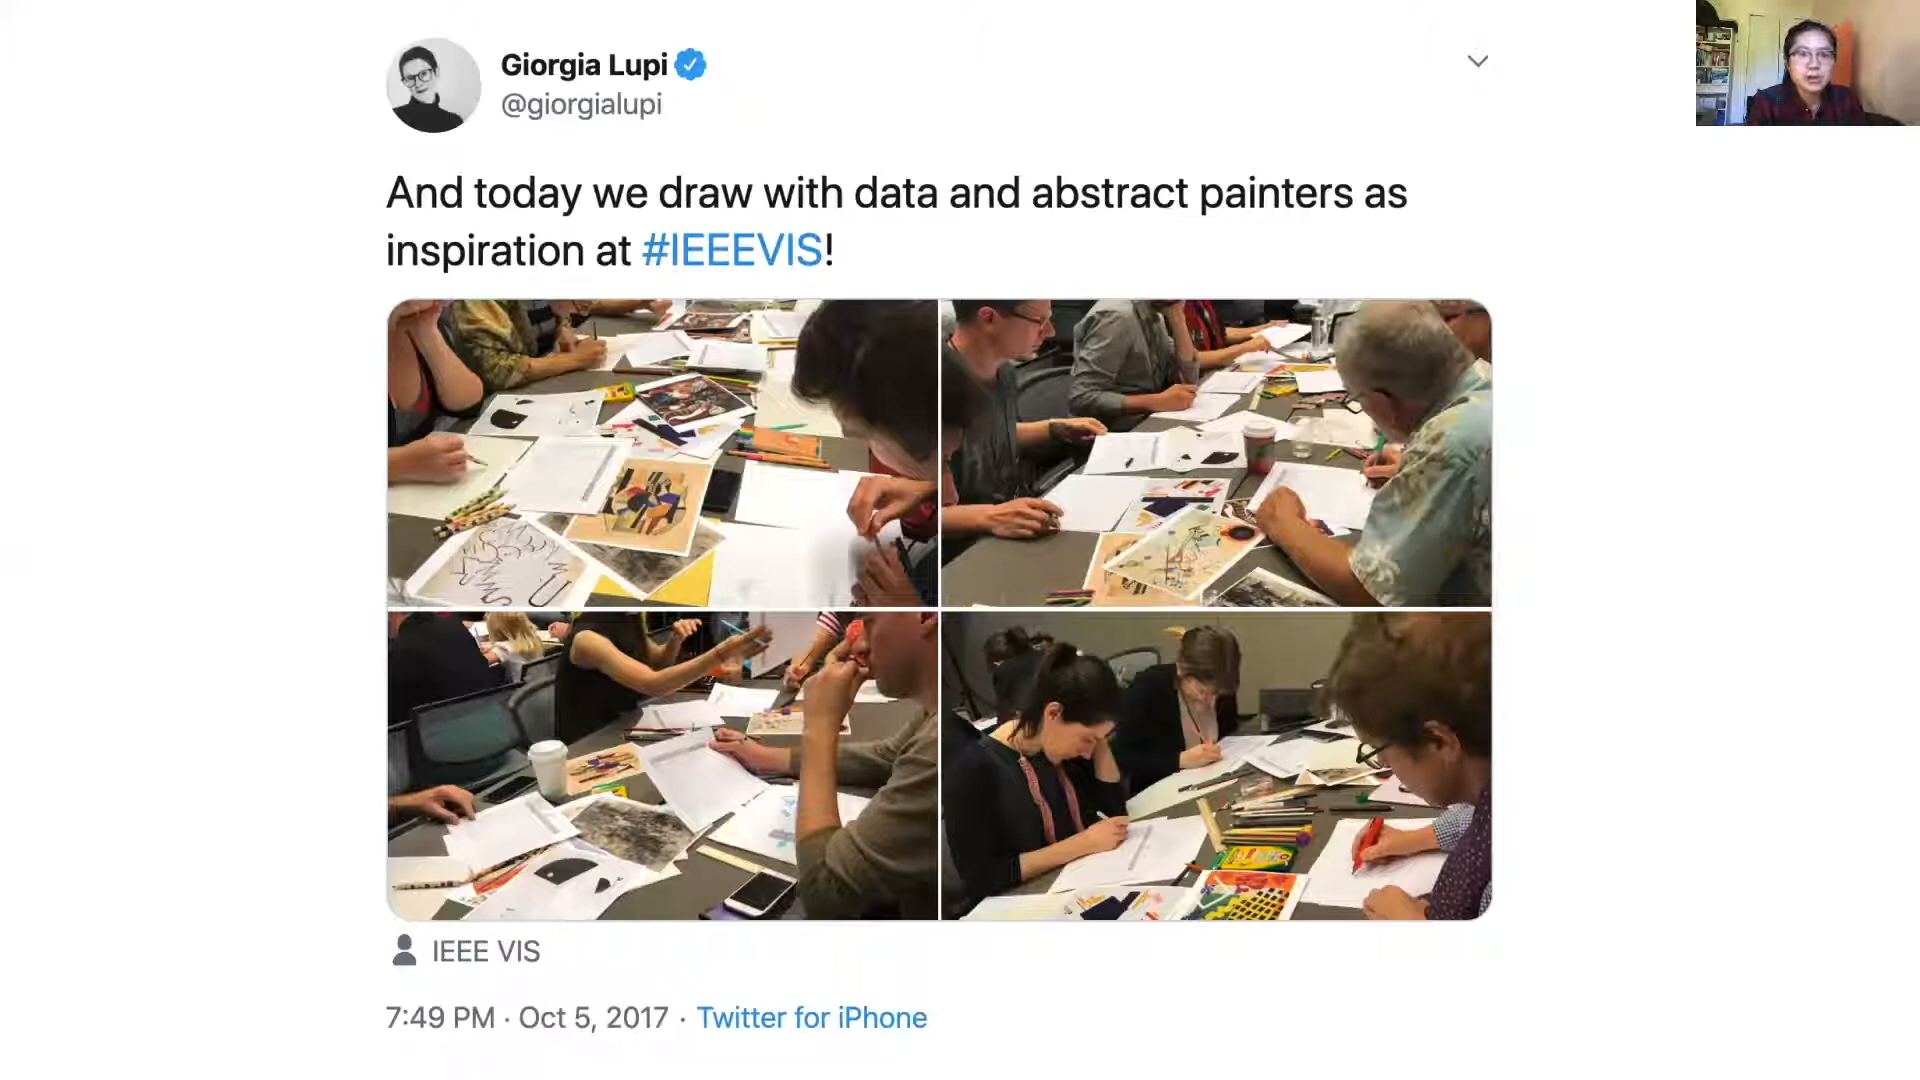 Giorgia Lupi
@giorgialupi
And today we draw with data and abstract painters as
inspiration at #IEEEVIS!
IEEE VIS
7:49 PM · Oct 5, 2017 · Twitter for iPhone